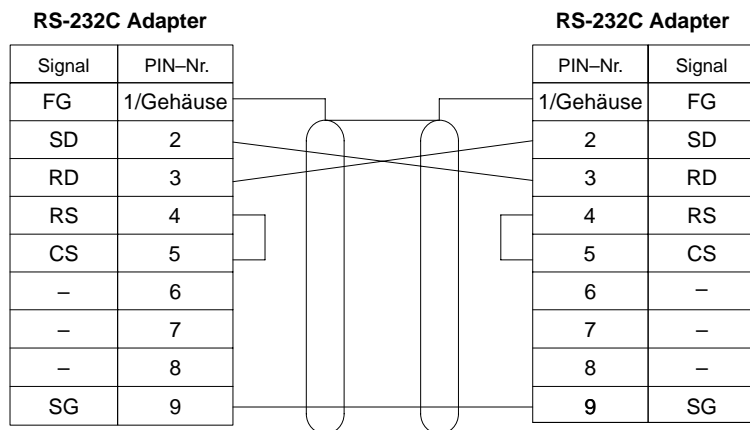 RS-232C Adapter RS-232C Adapter
Signal PIN–Nr. PIN–Nr. Signal
FG 1/Gehäuse 1/Gehäuse FG
SD 2 2 SD
RD 3 3 RD
RS 4 4 RS
CS 5 5 CS
– 6 6 –
– 7 7 –
– 8 8 –
SG 9 9 SG